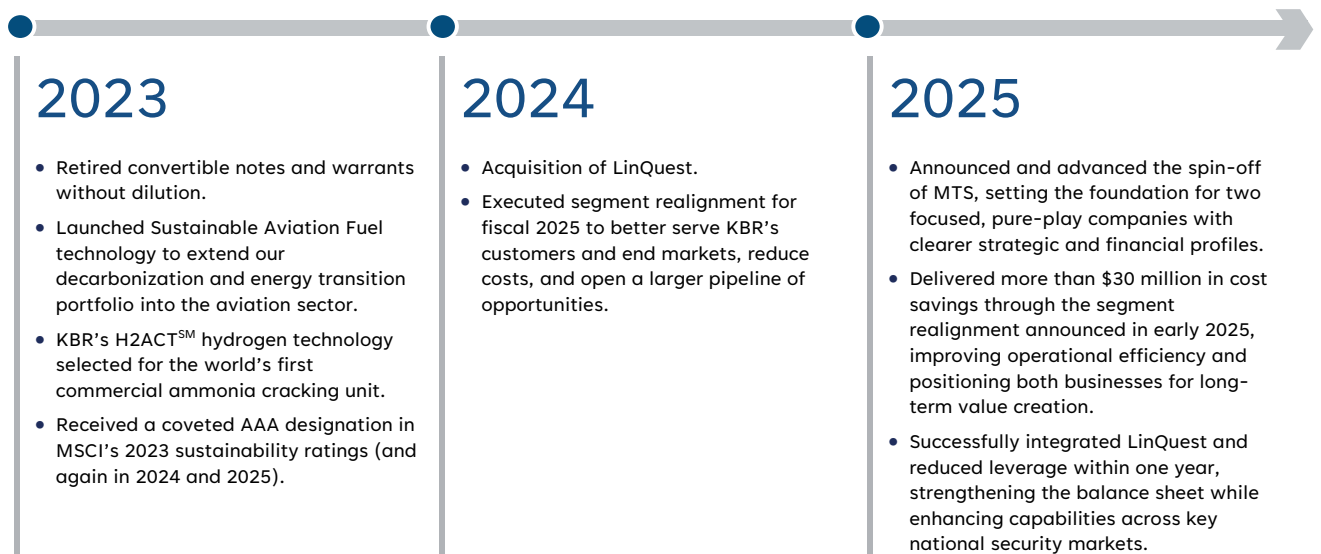 2023
• Retired convertible notes and warrants
without dilution.
• Launched Sustainable Aviation Fuel
technology to extend our
decarbonization and energy transition
portfolio into the aviation sector.
• KBR’s H2ACTSM hydrogen technology
selected for the world’s first
commercial ammonia cracking unit.
• Received a coveted AAA designation in
MSCI’s 2023 sustainability ratings (and
again in 2024 and 2025).
2024
• Acquisition of LinQuest.
• Executed segment realignment for
fiscal 2025 to better serve KBR’s
customers and end markets, reduce
costs, and open a larger pipeline of
opportunities.
2025
• Announced and advanced the spin-off
of MTS, setting the foundation for two
focused, pure-play companies with
clearer strategic and financial profiles.
• Delivered more than $30 million in cost
savings through the segment
realignment announced in early 2025,
improving operational efficiency and
positioning both businesses for long-
term value creation.
• Successfully integrated LinQuest and
reduced leverage within one year,
strengthening the balance sheet while
enhancing capabilities across key
national security markets.